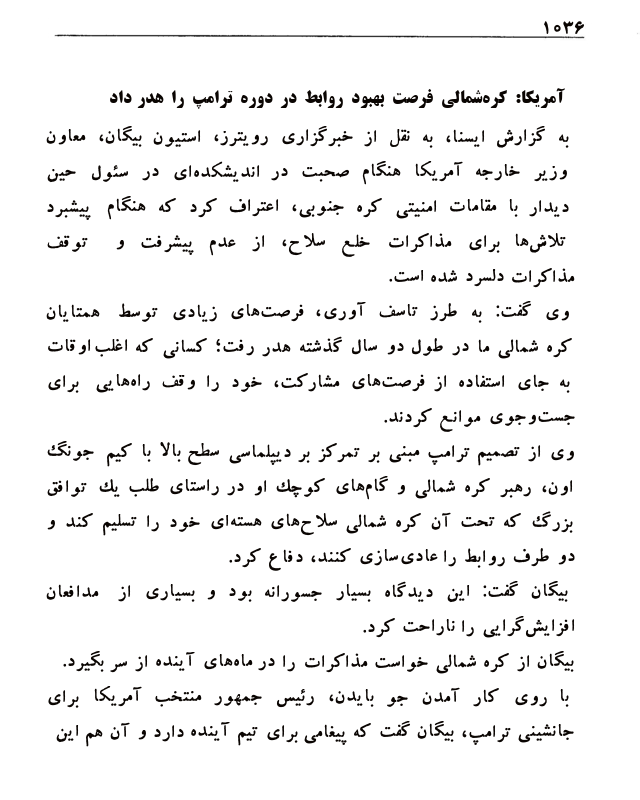 ۱۰۳۶
آمریکا: کره‌شمالی فرصت بهبود روابط در دوره ترامپ را هدر داد
به گزارش ایسنا، به نقل از خبرگزاری رویترز، استیون بیگان، معاون
وزیر خارجه آمریکا هنگام صحبت در اندیشکده‌ای در سئول حین
دیدار با مقامات امنیتی کره جنوبی، اعتراف کرد که هنگام پیشبرد
تلاش‌ها برای مذاکرات خلع سلاح، از عدم پیشرفت و توقف
مذاکرات دلسرد شده است.
وی گفت: به طرز تاسف آوری، فرصت‌های زیادی توسط همتایان
کره شمالی ما در طول دو سال گذشته هدر رفت؛ کسانی که اغلب اوقات
به جای استفاده از فرصت‌های مشارکت، خود را وقف راه‌هایی برای
جست‌وجوی موانع کردند.
وی از تصمیم ترامپ مبنی بر تمرکز بر دیپلماسی سطح بالا با کیم جونگ
اون، رهبر کره شمالی و گام‌های کوچك او در راستای طلب یك توافق
بزرگ که تحت آن کره شمالی سلاح‌های هسته‌ای خود را تسلیم کند و
دو طرف روابط را عادی‌سازی کنند، دفاع کرد.
بیگان گفت: این دیدگاه بسیار جسورانه بود و بسیاری از مدافعان
افزایش‌گرایی را ناراحت کرد.
بیگان از کره شمالی خواست مذاکرات را در ماه‌های آینده از سر بگیرد.
با روی کار آمدن جو بایدن، رئیس جمهور منتخب آمریکا برای
جانشینی ترامپ، بیگان گفت که پیغامی برای تیم آینده دارد و آن هم این